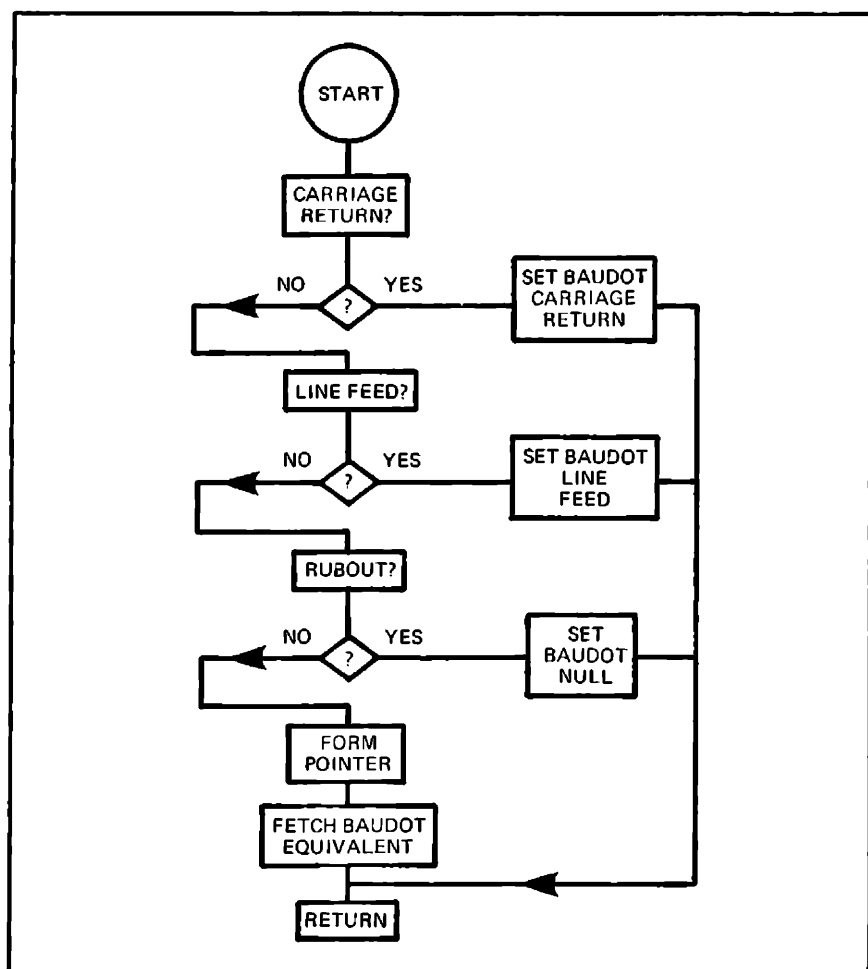 START
CARRIAGE
RETURN?
NO
YES
?
SET BAUDOT
CARRIAGE
RETURN
LINE FEED?
NO
YES
?
SET BAUDOT
LINE
FEED
RUBOUT?
NO
YES
?
SET
BAUDOT
NULL
FORM
POINTER
FETCH BAUDOT
EQUIVALENT
RETURN